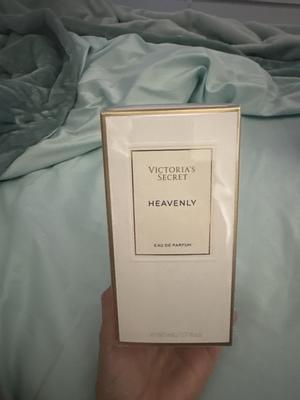 VICTORIA'S
SECRET
HEAVENLY
EAU DE PARFUM